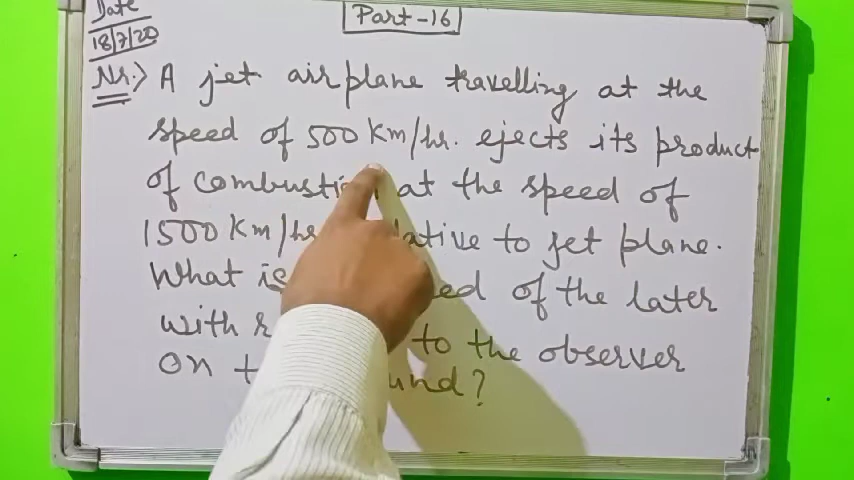 Date
18/7/20
Part-16
Nr.> A jet airplane travelling at the
speed of 500 Km/hr. ejects its product
of combusti at the speed of
1500 Km/hr lative to jet plane.
What is ed of the later
with r to the observer
on t und?